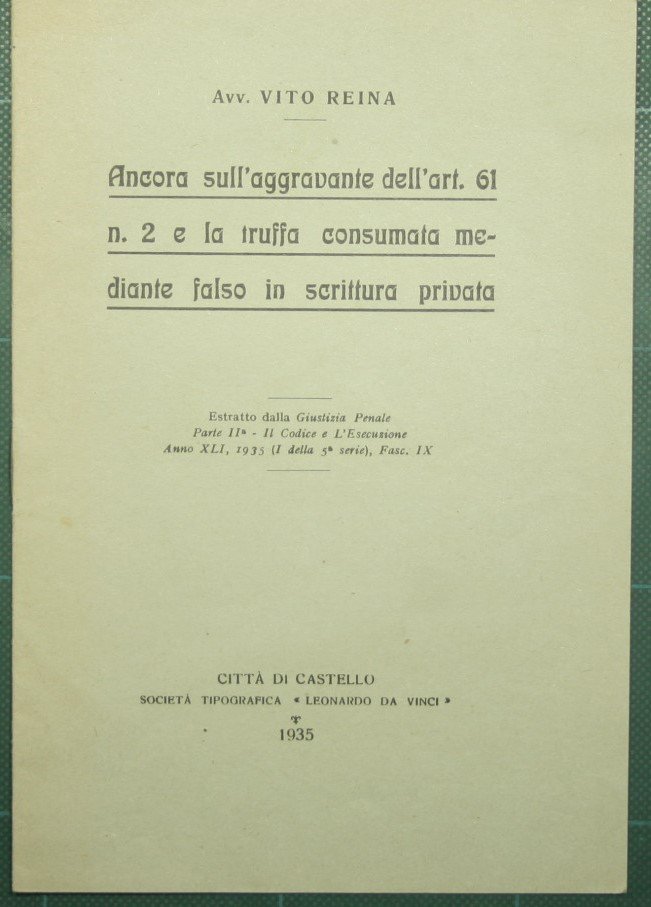 Avv. VITO REINA
Ancora sull'aggravante dell'art. 61
n. 2 e la truffa consumata me-
diante falso in scrittura privata
Estratto dalla Giustizia Penale
Parte IIª - Il Codice e L'Esecuzione
Anno XLI, 1935 (I della 5ª serie), Fasc. IX
CITTÀ DI CASTELLO
SOCIETÀ TIPOGRAFICA « LEONARDO DA VINCI »
1935